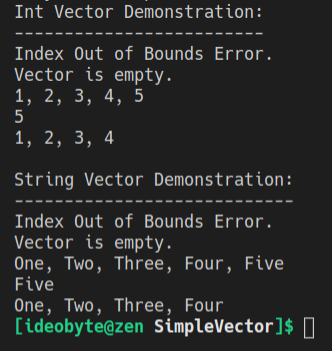 Int Vector Demonstration:
-------------------------
Index Out of Bounds Error.
Vector is empty.
1, 2, 3, 4, 5
5
1, 2, 3, 4
String Vector Demonstration:
----------------------------
Index Out of Bounds Error.
Vector is empty.
One, Two, Three, Four, Five
Five
One, Two, Three, Four
[ideobyte@zen SimpleVector]$